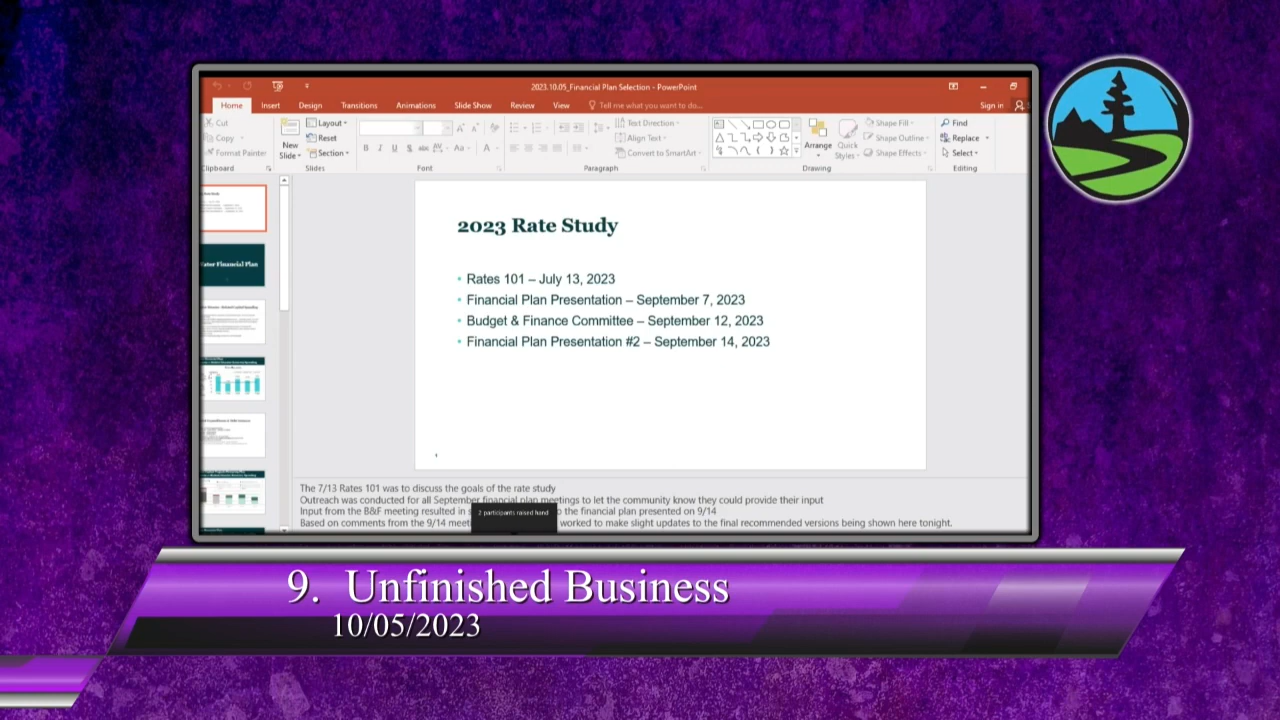 2023.10.05_Financial Plan Selection - PowerPoint
Home Insert Design Transitions Animations Slide Show Review View Tell me what you want to do... Sign in
Cut
Copy
Format Painter
Clipboard
New
Slide
Layout
Reset
Section
Slides
Font
Text Direction
Align Text
Convert to SmartArt
Paragraph
Arrange
Quick
Styles
Shape Fill
Shape Outline
Shape Effects
Drawing
Find
Replace
Select
Editing
Water Financial Plan
2023 Rate Study
• Rates 101 – July 13, 2023
• Financial Plan Presentation – September 7, 2023
• Budget & Finance Committee – September 12, 2023
• Financial Plan Presentation #2 – September 14, 2023
The 7/13 Rates 101 was to discuss the goals of the rate study
Outreach was conducted for all September financial plan meetings to let the community know they could provide their input
Input from the B&F meeting resulted in s o the financial plan presented on 9/14
Based on comments from the 9/14 meeti worked to make slight updates to the final recommended versions being shown here tonight.
2 participants raised hand
9. Unfinished Business
10/05/2023